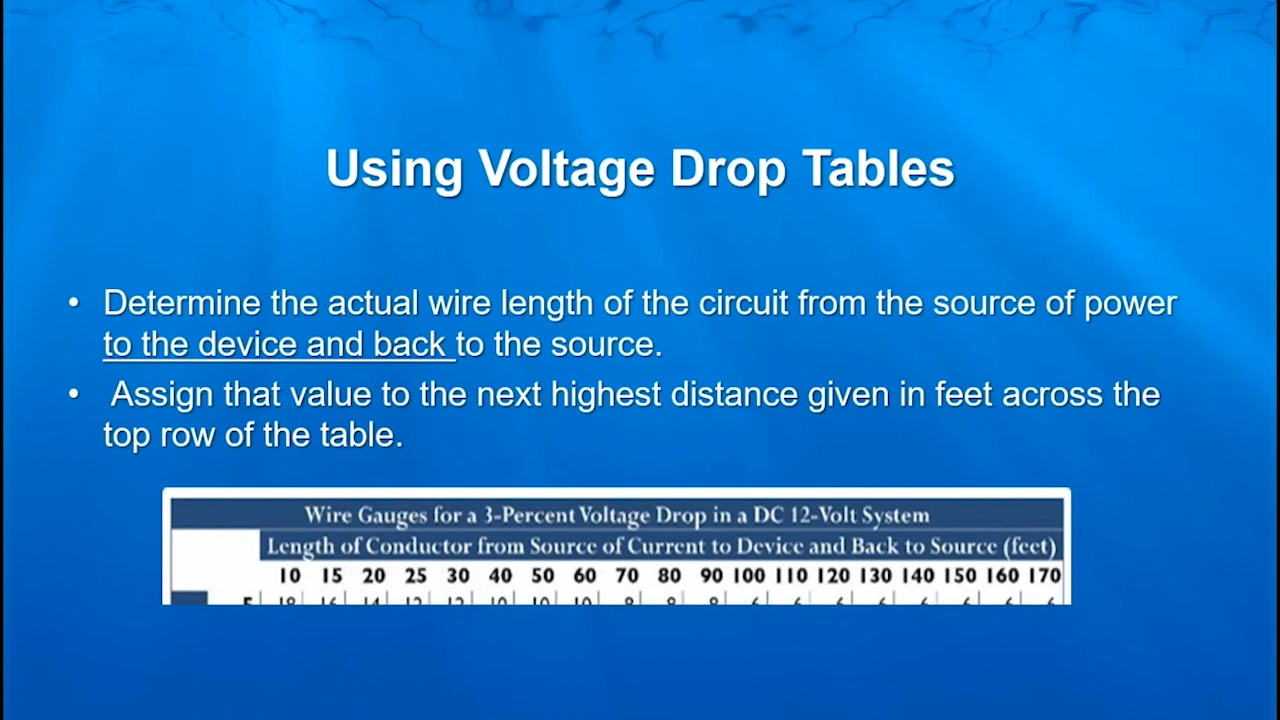 Using Voltage Drop Tables
• Determine the actual wire length of the circuit from the source of power
to the device and back to the source.
• Assign that value to the next highest distance given in feet across the
top row of the table.
Wire Gauges for a 3-Percent Voltage Drop in a DC 12-Volt System
Length of Conductor from Source of Current to Device and Back to Source (feet)
10 15 20 25 30 40 50 60 70 80 90 100 110 120 130 140 150 160 170